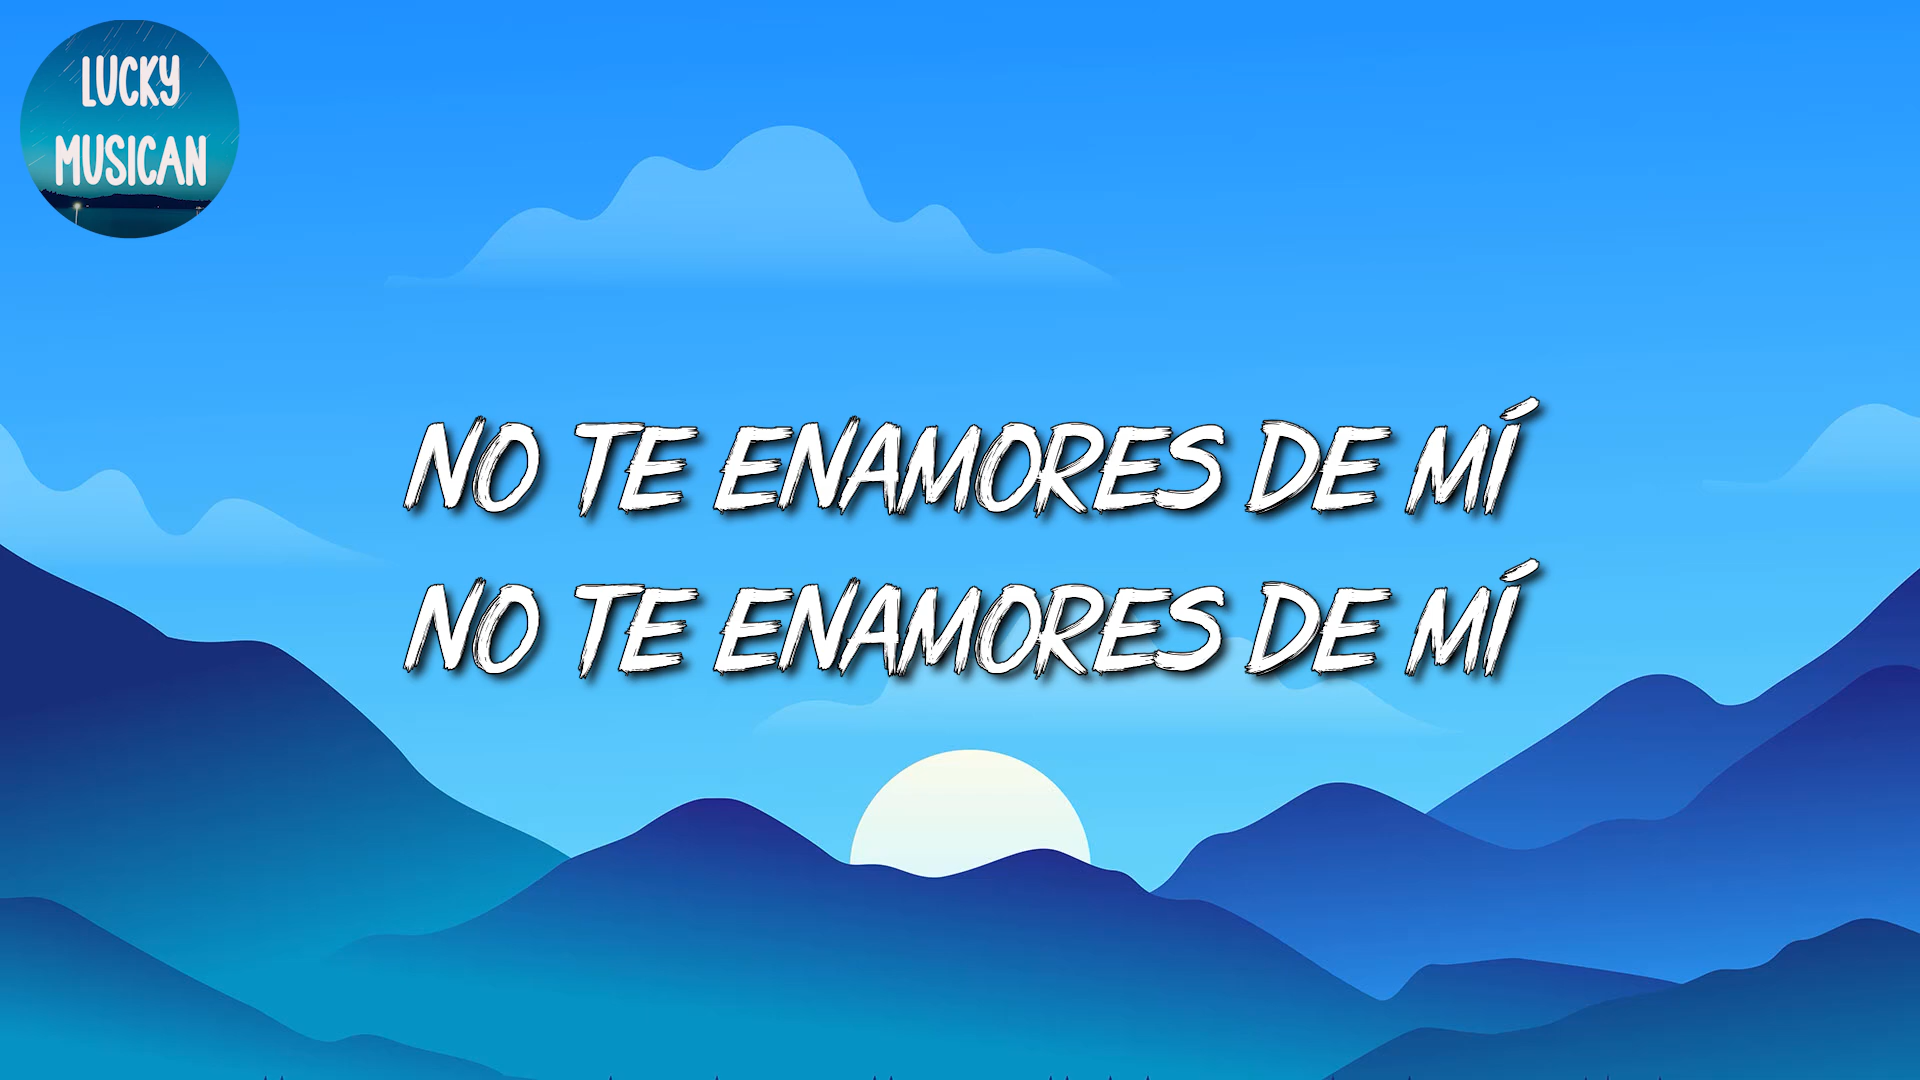 LUCKY
MUSICAN
NO TE ENAMORES DE MÍ
NO TE ENAMORES DE MÍ